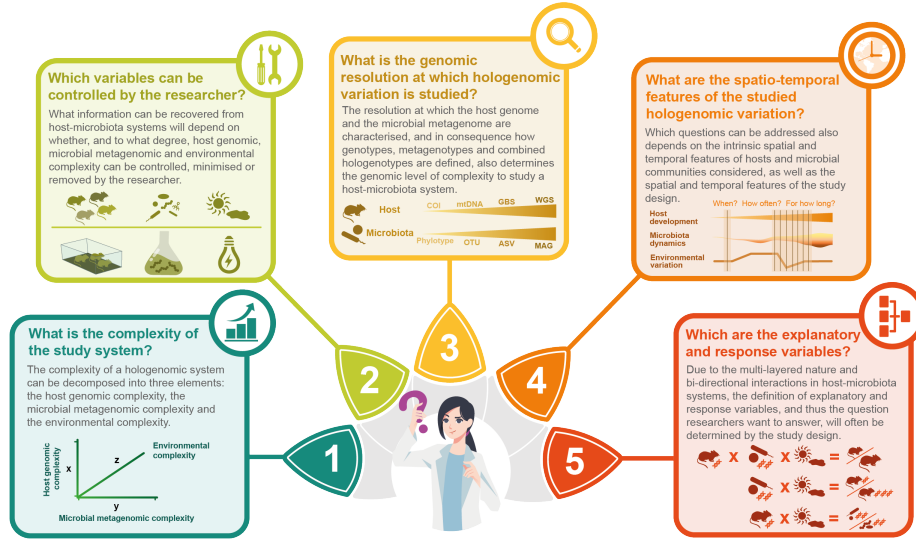 What is the complexity of
the study system?
The complexity of a hologenomic system
can be decomposed into three elements:
the host genomic complexity, the
microbial metagenomic complexity and
the environmental complexity.
Host genomic
complexity
x
z
y
Environmental
complexity
Microbial metagenomic complexity
1
Which variables can be
controlled by the researcher?
What information can be recovered from
host-microbiota systems will depend on
whether, and to what degree, host genomic,
microbial metagenomic and environmental
complexity can be controlled, minimised or
removed by the researcher.
2
What is the genomic
resolution at which hologenomic
variation is studied?
The resolution at which the host genome
and the microbial metagenome are
characterised, and in consequence how
genotypes, metagenotypes and combined
hologenotypes are defined, also determines
the genomic level of complexity to study a
host-microbiota system.
Host
COI mtDNA GBS WGS
Microbiota
Phylotype OTU ASV MAG
3
What are the spatio-temporal
features of the studied
hologenomic variation?
Which questions can be addressed also
depends on the intrinsic spatial and
temporal features of hosts and microbial
communities considered, as well as the
spatial and temporal features of the study
design.
When? How often? For how long?
Host
development
Microbiota
dynamics
Environmental
variation
4
Which are the explanatory
and response variables?
Due to the multi-layered nature and
bi-directional interactions in host-microbiota
systems, the definition of explanatory and
response variables, and thus the question
researchers want to answer, will often be
determined by the study design.
X X =
X =
X =
5
?